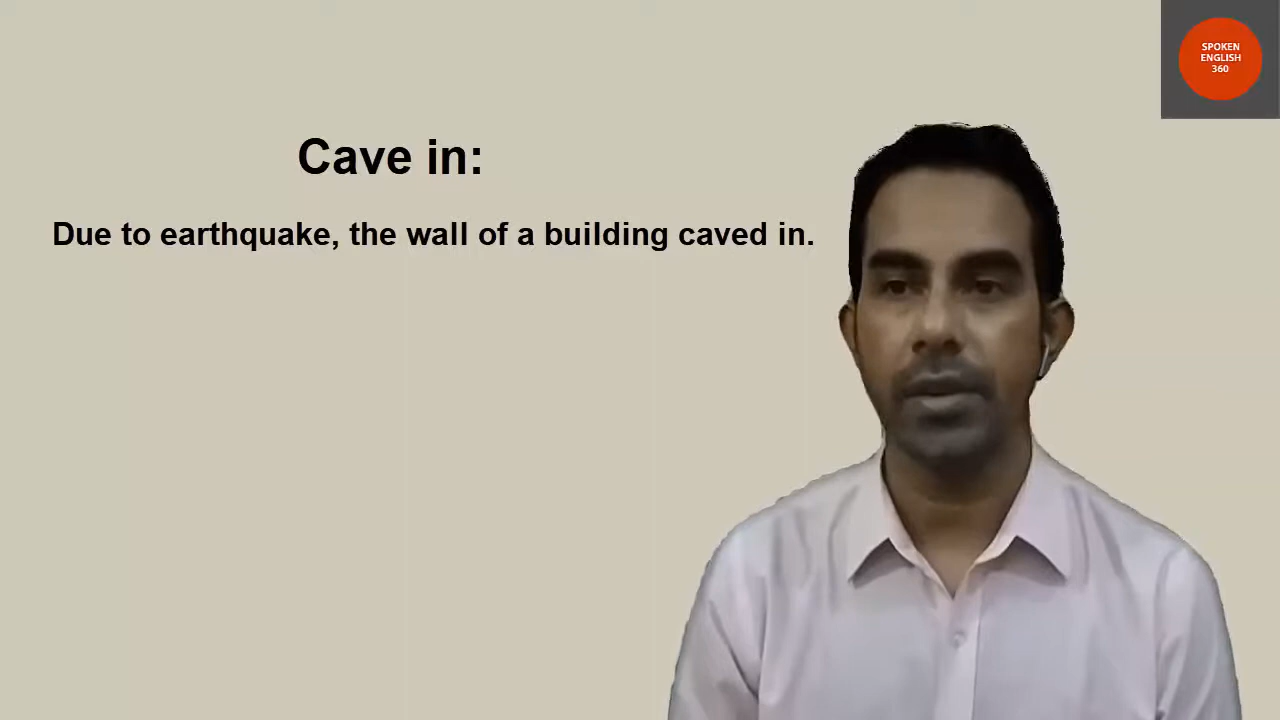 SPOKEN
ENGLISH
360
Cave in:
Due to earthquake, the wall of a building caved in.